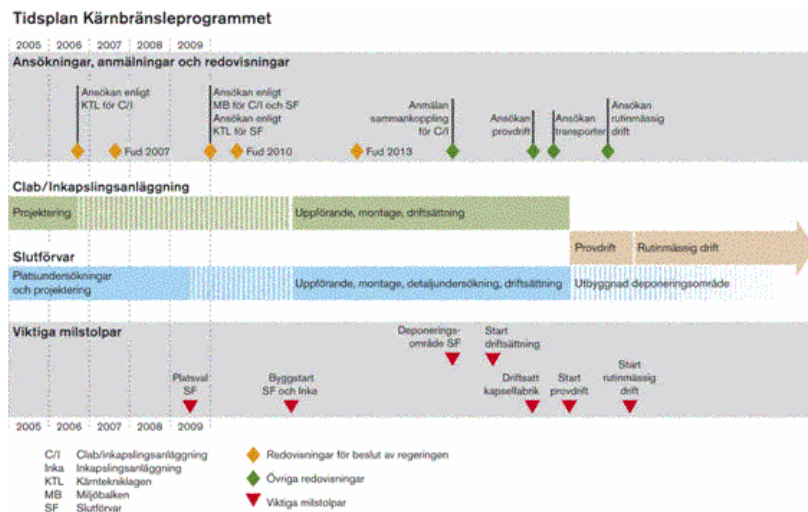 Tidsplan Kärnbränsleprogrammet
2005 2006 2007 2008 2009
Ansökningar, anmälningar och redovisningar
Ansökan enligt
KTL för C/I
Ansökan enligt
MB för C/I och SF
Ansökan enligt
KTL för SF
Anmälan
sammankoppling
för C/I
Ansökan
provdrift
Ansökan
transporter
Ansökan
rutinmässig
drift
Fud 2007
Fud 2010
Fud 2013
Clab/Inkapslingsanläggning
Projektering
Uppförande, montage, driftsättning
Provdrift
Rutinmässig drift
Slutförvar
Platsundersökningar
och projektering
Uppförande, montage, detaljundersökning, driftsättning
Utbyggnad deponeringsområde
Viktiga milstolpar
Deponerings-
område SF
Start
driftsättning
Platsval
SF
Byggstart
SF och Inka
Driftsatt
kapselfabrik
Start
provdrift
Start
rutinmässig
drift
2005 2006 2007 2008 2009
C/I Clab/inkapslingsanläggning
Inka Inkapslingsanläggning
KTL Kärntekniklagen
MB Miljöbalken
SF Slutförvar
Redovisningar för beslut av regeringen
Övriga redovisningar
Viktiga milstolpar